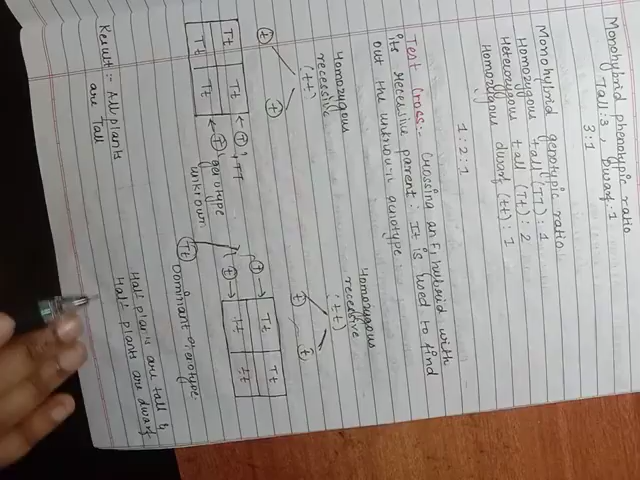 Monohybrid phenotypic ratio
Tall:3, Dwarf:1
3:1
Monohybrid genotypic ratio
Homozygous tall (TT) : 1
Heterozygous tall (Tt) : 2
Homozygous dwarf (tt) : 1
1:2:1
Test Cross:- Crossing an F1 hybrid with
its recessive parent. It is used to find
out the unknown genotype.
Homozygous
recessive
(tt)
t
t
Tt
Tt
Tt
Tt
T
T
TT
genotype
unknown
Result:- All plants
are Tall
Homozygous
recessive
(tt)
t
t
Tt
Tt
tt
tt
T
t
Tt
Dominant
Half plants are tall &
Half plants are dwarf